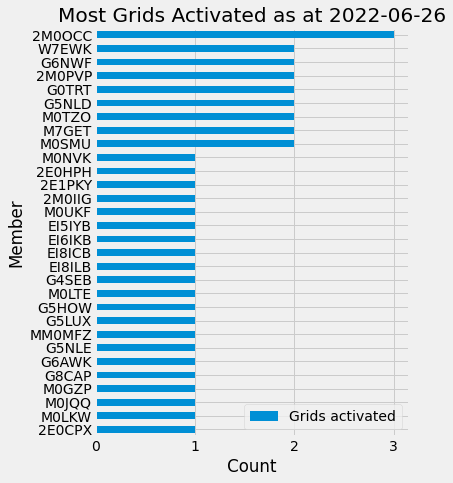 Most Grids Activated as at 2022-06-26
2M0OCC
W7EWK
G6NWF
2M0PVP
G0TRT
G5NLD
M0TZO
M7GET
M0SMU
M0NVK
2E0HPH
2E1PKY
2M0IIG
M0UKF
EI5IYB
EI6IKB
EI8ICB
EI8ILB
G4SEB
M0LTE
G5HOW
G5LUX
MM0MFZ
G5NLE
G6AWK
G8CAP
M0GZP
M0JQQ
M0LKW
2E0CPX
Member
Grids activated
0 1 2 3
Count